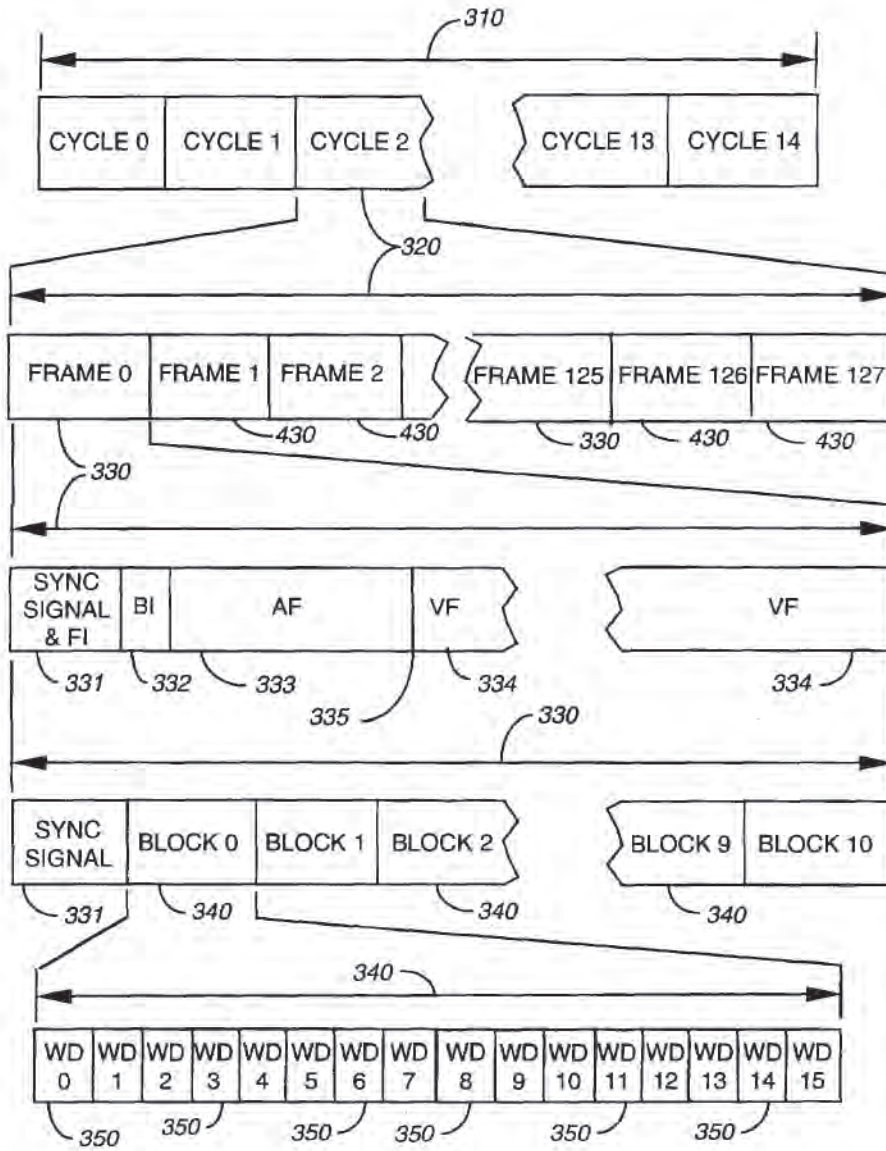 310
CYCLE 0 CYCLE 1 CYCLE 2 CYCLE 13 CYCLE 14
320
FRAME 0 FRAME 1 FRAME 2 FRAME 125 FRAME 126 FRAME 127
430 430 330 430 430
330
SYNC SIGNAL & FI BI AF VF VF
331 332 333 335 334 334
330
SYNC SIGNAL BLOCK 0 BLOCK 1 BLOCK 2 BLOCK 9 BLOCK 10
331 340 340 340
340
WD 0 WD 1 WD 2 WD 3 WD 4 WD 5 WD 6 WD 7 WD 8 WD 9 WD 10 WD 11 WD 12 WD 13 WD 14 WD 15
350 350 350 350 350 350